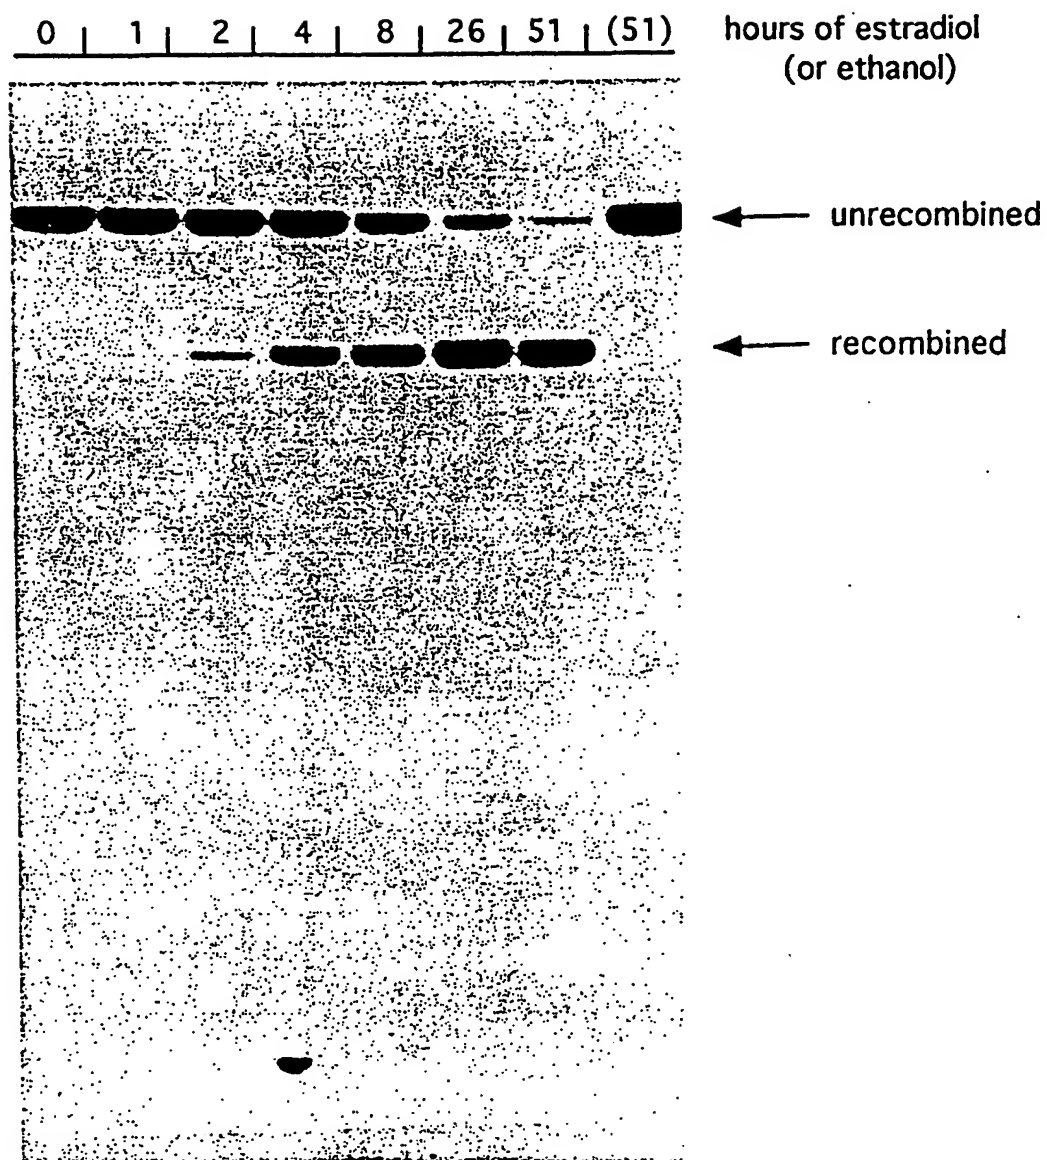 0 | 1 | 2 | 4 | 8 | 26 | 51 | (51) hours of estradiol
(or ethanol)
unrecombined
recombined